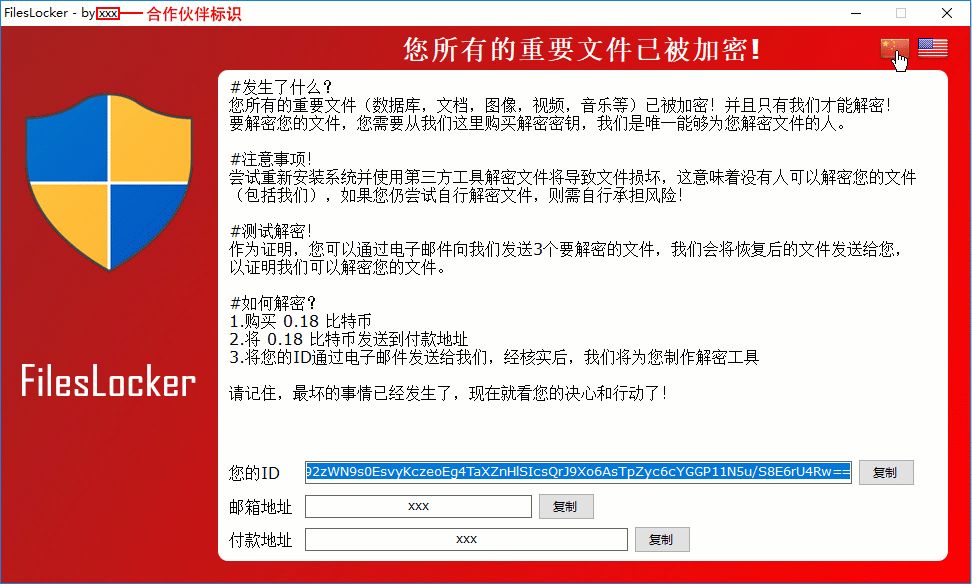 FilesLocker - by xxx 合作伙伴标识
您所有的重要文件已被加密!
#发生了什么?
您所有的重要文件（数据库，文档，图像，视频，音乐等）已被加密！并且只有我们才能解密！
要解密您的文件，您需要从我们这里购买解密密钥，我们是唯一能够为您解密文件的人。
#注意事项！
尝试重新安装系统并使用第三方工具解密文件将导致文件损坏，这意味着没有人可以解密您的文件
（包括我们），如果您仍尝试自行解密文件，则需自行承担风险！
#测试解密！
作为证明，您可以通过电子邮件向我们发送3个要解密的文件，我们会将恢复后的文件发送给您，
以证明我们可以解密您的文件。
#如何解密?
1.购买 0.18 比特币
2.将 0.18 比特币发送到付款地址
3.将您的ID通过电子邮件发送给我们，经核实后，我们将为您制作解密工具
请记住，最坏的事情已经发生了，现在就看您的决心和行动了！
FilesLocker
您的ID 92zWN9s0EsvyKczeoEg4TaXZnHlSIcsQrJ9Xo6AsTpZyc6cYGGP11N5u/S8E6rU4Rw== 复制
邮箱地址 xxx 复制
付款地址 xxx 复制